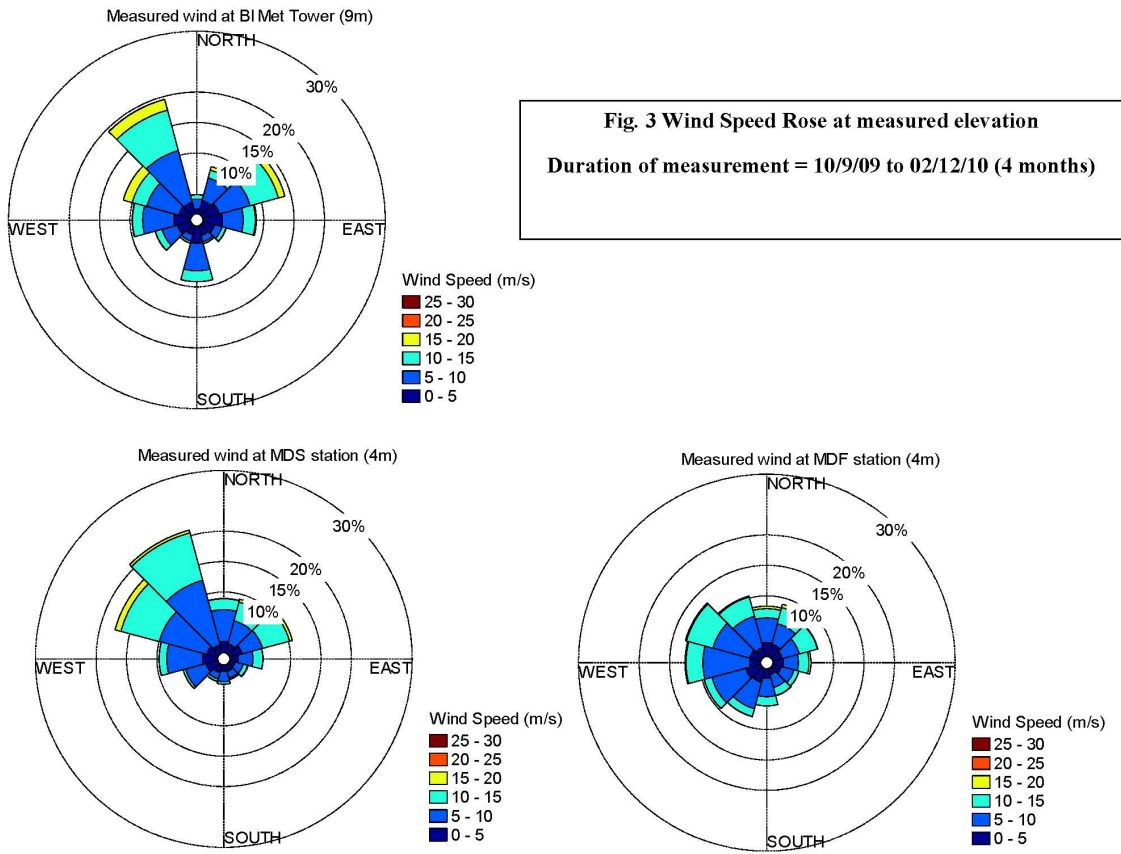 Measured wind at BI Met Tower (9m)
NORTH
30%
20%
15%
10%
WEST
EAST
SOUTH
Wind Speed (m/s)
25 - 30
20 - 25
15 - 20
10 - 15
5 - 10
0 - 5
Fig. 3 Wind Speed Rose at measured elevation
Duration of measurement = 10/9/09 to 02/12/10 (4 months)
Measured wind at MDS station (4m)
NORTH
30%
20%
15%
10%
WEST
EAST
SOUTH
Wind Speed (m/s)
25 - 30
20 - 25
15 - 20
10 - 15
5 - 10
0 - 5
Measured wind at MDF station (4m)
NORTH
30%
20%
15%
10%
WEST
EAST
SOUTH
Wind Speed (m/s)
25 - 30
20 - 25
15 - 20
10 - 15
5 - 10
0 - 5